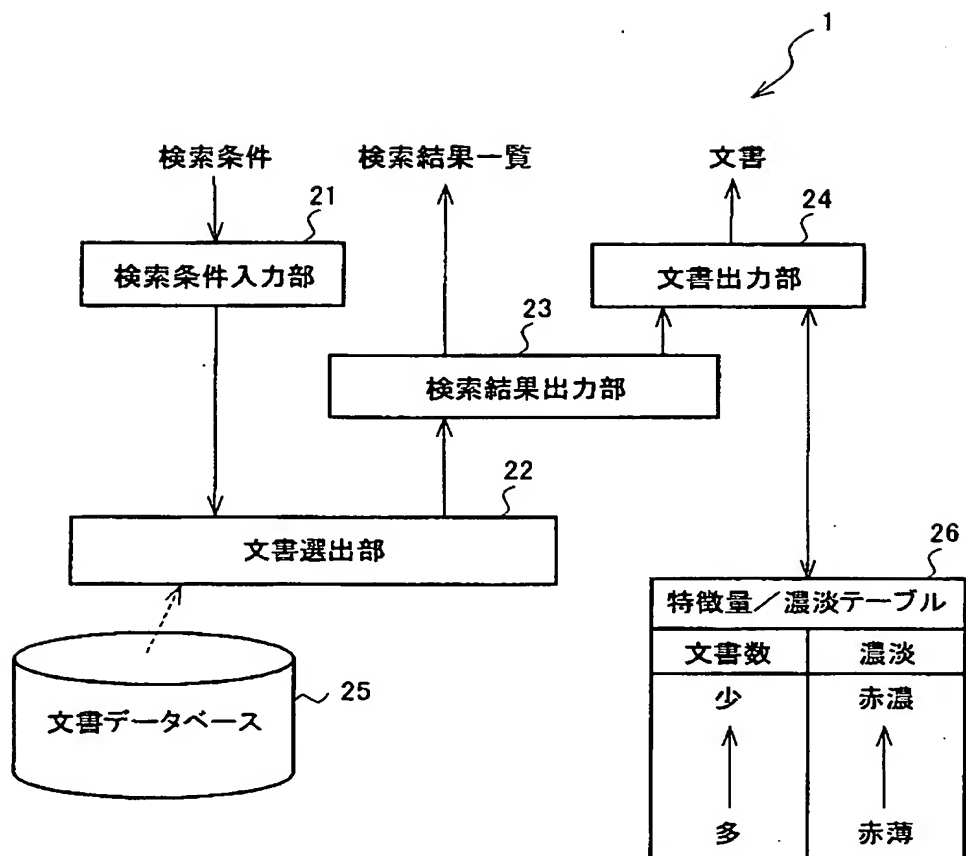 1
検索条件
検索結果一覧
文書
21
24
検索条件入力部
文書出力部
23
検索結果出力部
22
文書選出部
26
特徴量／濃淡テーブル
文書数
濃淡
25
文書データベース
少
赤濃
多
赤薄